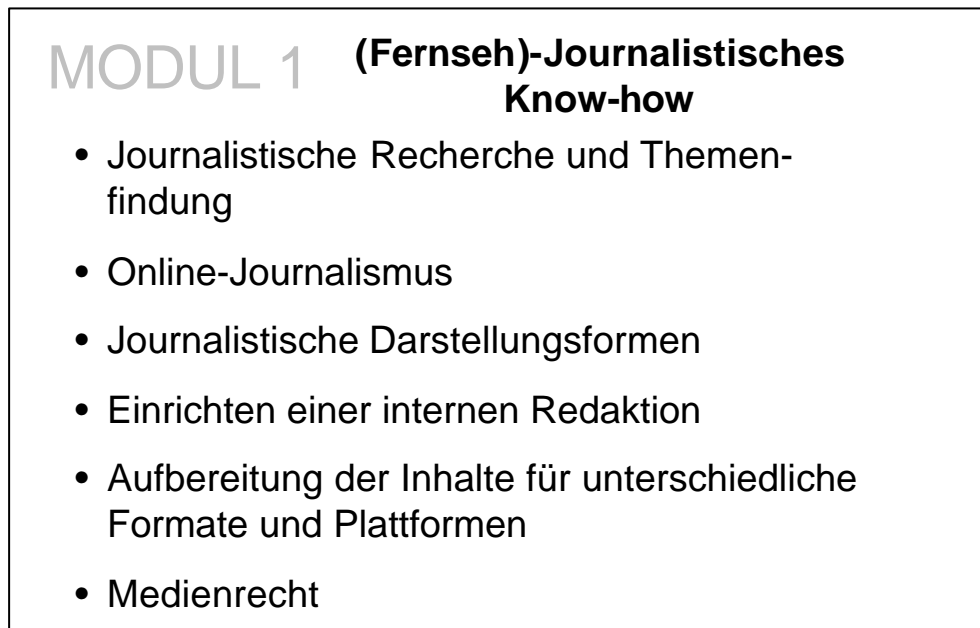 MODUL 1 (Fernseh)-Journalistisches
Know-how
• Journalistische Recherche und Themen-
findung
• Online-Journalismus
• Journalistische Darstellungsformen
• Einrichten einer internen Redaktion
• Aufbereitung der Inhalte für unterschiedliche
Formate und Plattformen
• Medienrecht